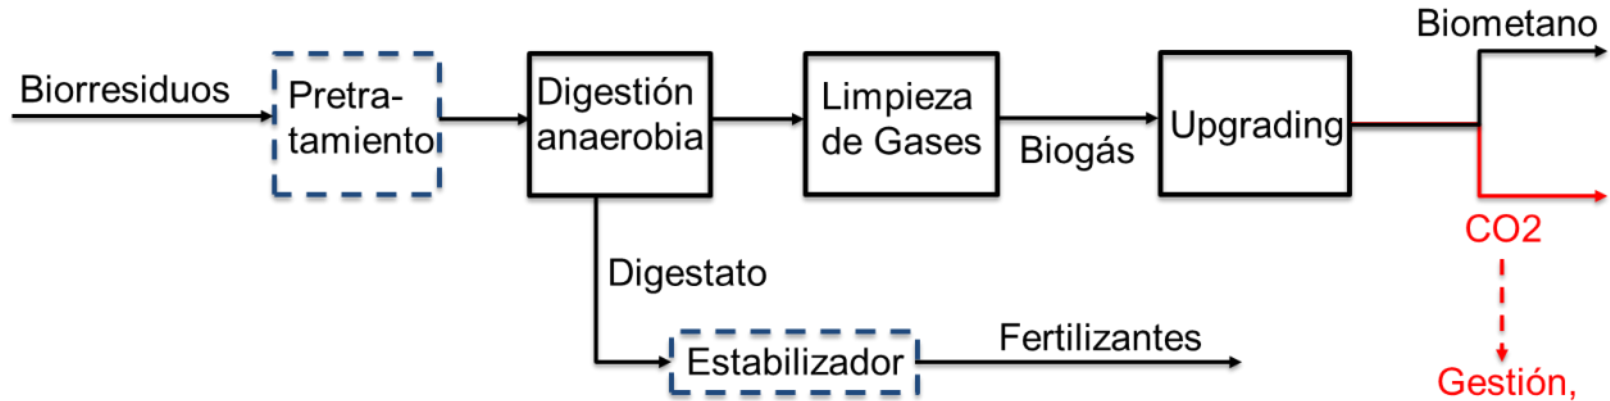 Biometano
Biorresiduos
Pretra-
tamiento
Digestión
anaerobia
Limpieza
de Gases
Biogás
Upgrading
CO2
Digestato
Estabilizador
Fertilizantes
Gestión,